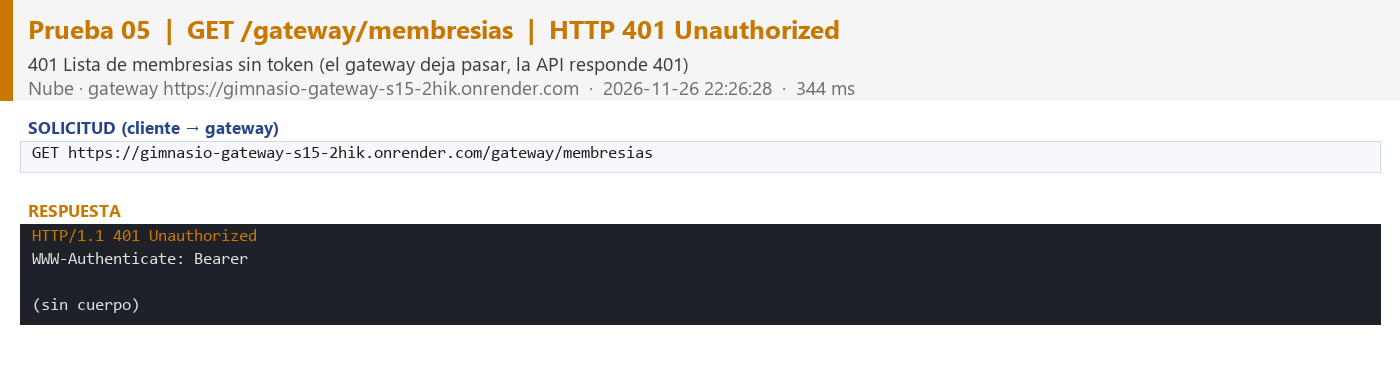 Prueba 05 | GET /gateway/membresias | HTTP 401 Unauthorized
401 Lista de membresias sin token (el gateway deja pasar, la API responde 401)
Nube · gateway https://gimnasio-gateway-s15-2hik.onrender.com · 2026-11-26 22:26:28 · 344 ms
SOLICITUD (cliente → gateway)
GET https://gimnasio-gateway-s15-2hik.onrender.com/gateway/membresias
RESPUESTA
HTTP/1.1 401 Unauthorized
WWW-Authenticate: Bearer
(sin cuerpo)